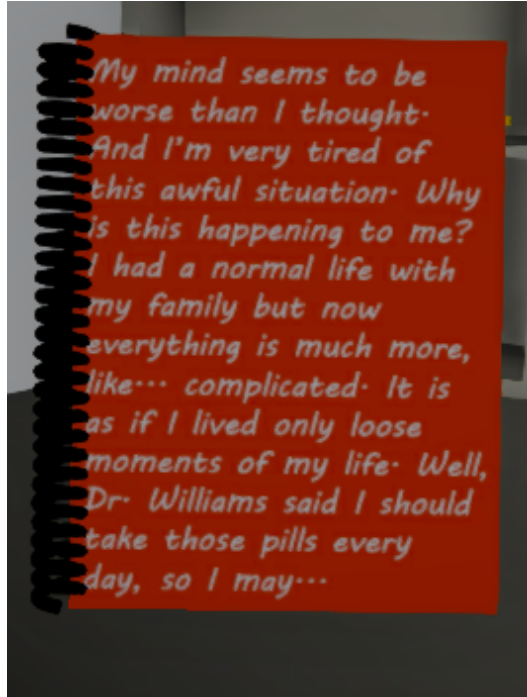 My mind seems to be
worse than I thought.
And I'm very tired of
this awful situation. Why
is this happening to me?
I had a normal life with
my family but now
everything is much more,
like... complicated. It is
as if I lived only loose
moments of my life. Well,
Dr. Williams said I should
take those pills every
day, so I may...